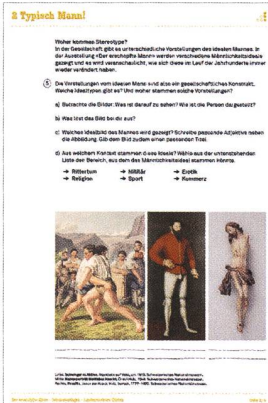 2 Typisch Mann!
Woher kommen Stereotype?
In der Gesellschaft gibt es unterschiedliche Vorstellungen des idealen Mannes. In
der Ausstellung «Der erschöpfte Mann» werden verschiedene Männlichkeitsideale
gezeigt und es wird veranschaulicht, wie sich diese im Lauf der Jahrhunderte immer
wieder verändert haben.
Die Vorstellungen vom idealen Mann sind also ein gesellschaftliches Konstrukt.
Welche Idealtypen gibt es? Und woher stammen solche Vorstellungen?
a) Betrachte die Bilder: Was ist darauf zu sehen? Wie ist die Person dargestellt?
b) Was löst das Bild bei dir aus?
c) Welches Idealbild des Mannes wird gezeigt? Schreibe passende Adjektive neben
die Abbildung. Gib dem Bild zudem einen passenden Titel.
d) Aus welchem Kontext stammen diese Ideale? Wähle aus der untenstehenden
Liste den Bereich, aus dem das Männlichkeitsideal stammen könnte.
→ Rittertum → Militär → Erotik
→ Religion → Sport → Kommerz